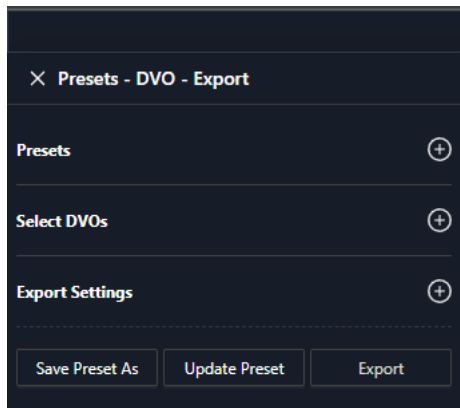 Presets - DVO - Export
Presets
Select DVOs
Export Settings
Save Preset As Update Preset Export